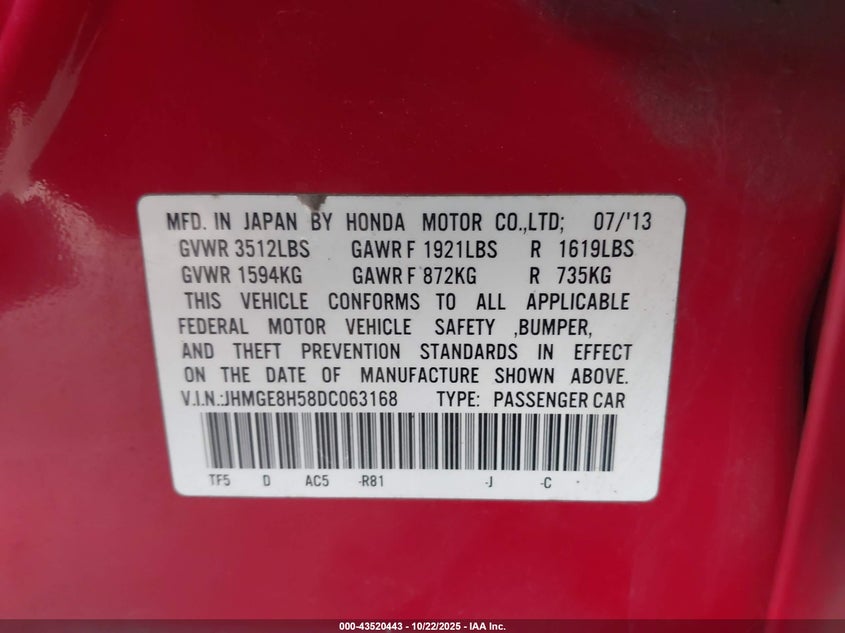 MFD. IN JAPAN BY HONDA MOTOR CO.,LTD; 07/'13
GVWR 3512LBS GAWR F 1921LBS R 1619LBS
GVWR 1594KG GAWR F 872KG R 735KG
THIS VEHICLE CONFORMS TO ALL APPLICABLE
FEDERAL MOTOR VEHICLE SAFETY ,BUMPER,
AND THEFT PREVENTION STANDARDS IN EFFECT
ON THE DATE OF MANUFACTURE SHOWN ABOVE.
V.I.N.:JHMGE8H58DC063168 TYPE: PASSENGER CAR
TF5 D AC5 -R81 -J -C
000-43520443 - 10/22/2025 - IAA Inc.